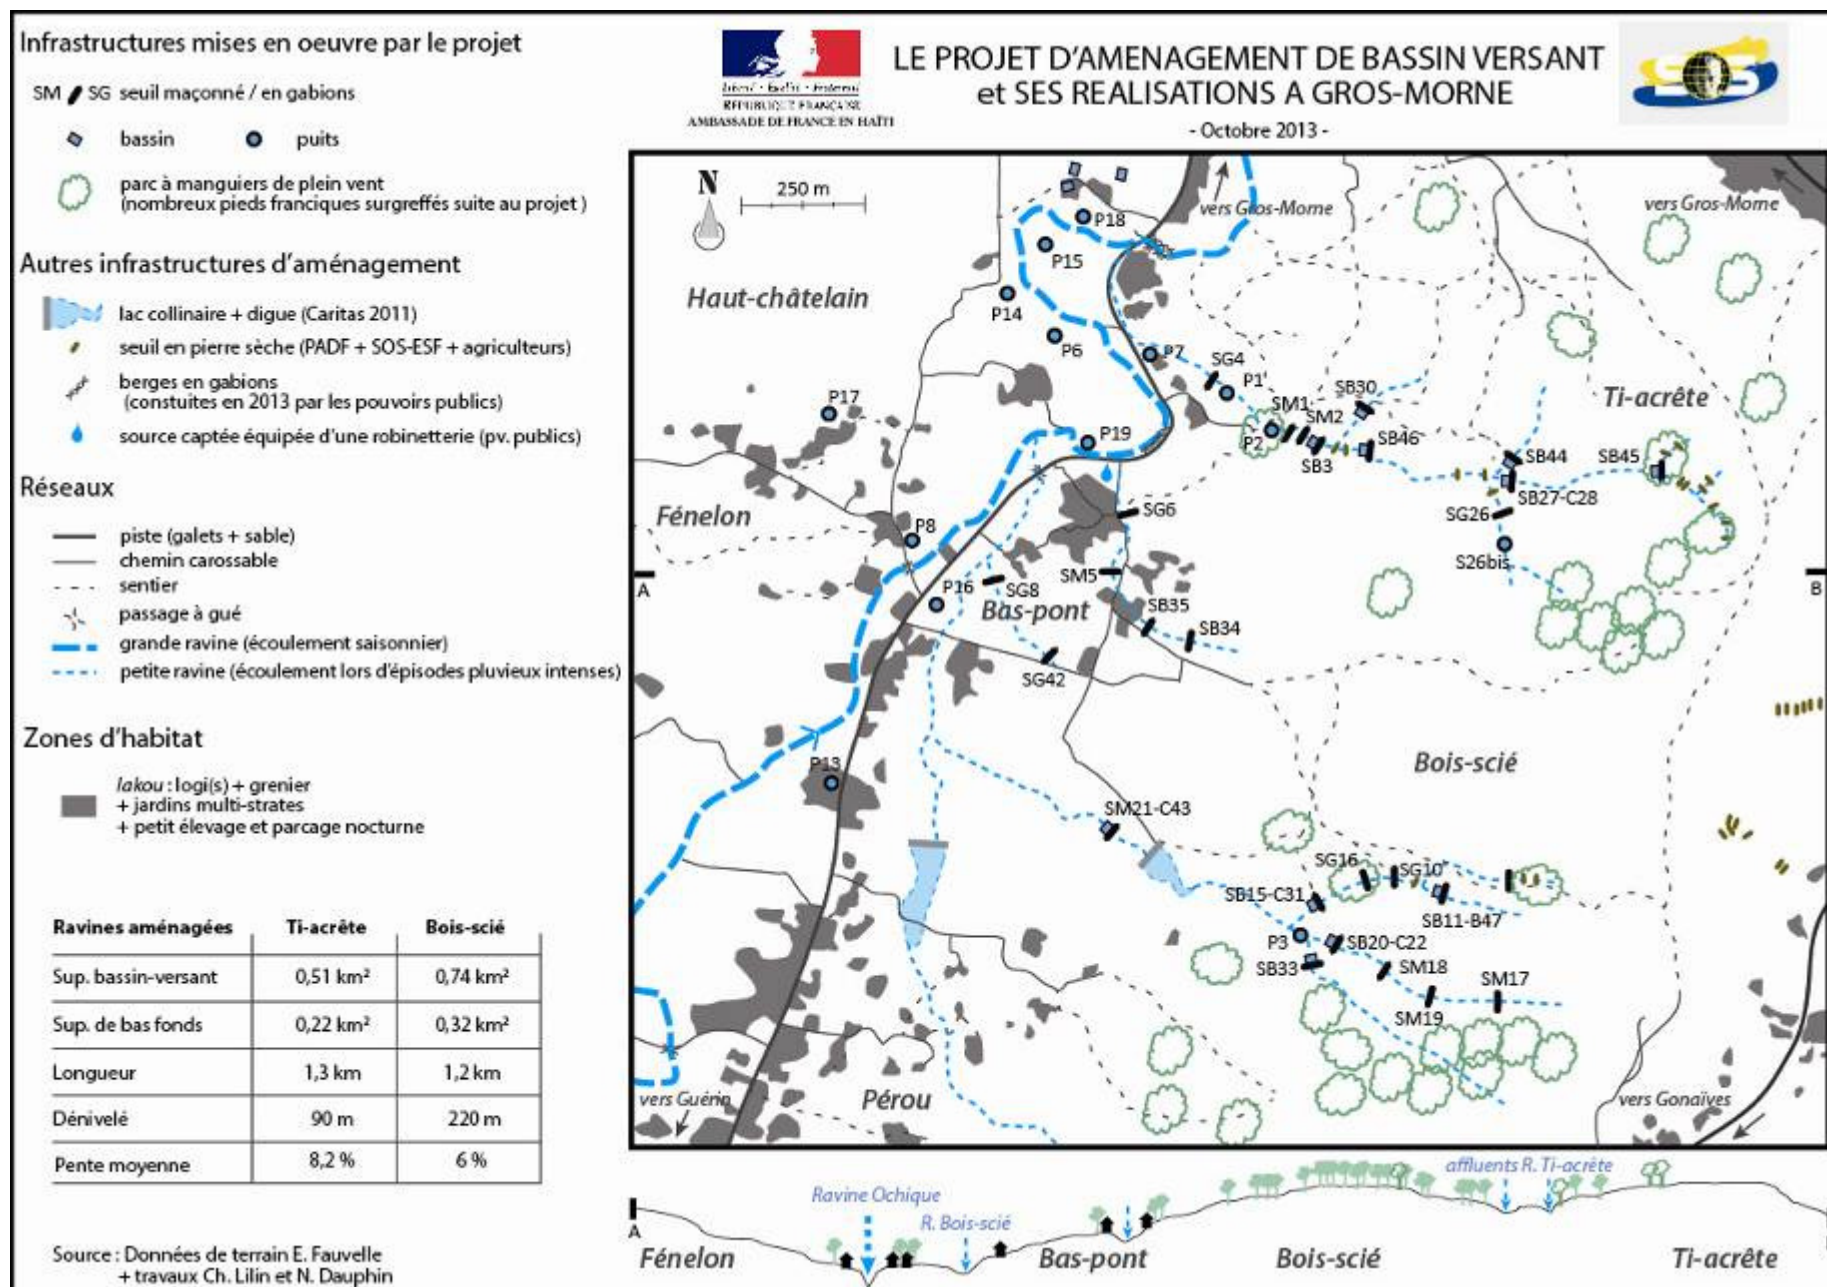 Infrastructures mises en oeuvre par le projet
SM SG seuil maçonné / en gabions
bassin puits
parc à manguiers de plein vent
(nombreux pieds franciques surgreffés suite au projet )
Autres infrastructures d'aménagement
lac collinaire + digue (Caritas 2011)
seuil en pierre sèche (PADF + SOS-ESF + agriculteurs)
berges en gabions
(constuites en 2013 par les pouvoirs publics)
source captée équipée d'une robinetterie (pv. publics)
Réseaux
piste (galets + sable)
chemin carossable
sentier
passage à gué
grande ravine (écoulement saisonnier)
petite ravine (écoulement lors d'épisodes pluvieux intenses)
Zones d'habitat
lakou : logi(s) + grenier
+ jardins multi-strates
+ petit élevage et parcage nocturne
Ravines aménagées Ti-acrête Bois-scié
Sup. bassin-versant 0,51 km² 0,74 km²
Sup. de bas fonds 0,22 km² 0,32 km²
Longueur 1,3 km 1,2 km
Dénivelé 90 m 220 m
Pente moyenne 8,2 % 6 %
Source : Données de terrain E. Fauvelle
+ travaux Ch. Lilin et N. Dauphin
Liberté • Égalité • Fraternité
RÉPUBLIQUE FRANÇAISE
AMBASSADE DE FRANCE EN HAÏTI
LE PROJET D'AMENAGEMENT DE BASSIN VERSANT
et SES REALISATIONS A GROS-MORNE
- Octobre 2013 -
SOS
N
250 m
vers Gros-Morne
vers Gros-Morne
P18
P15
Haut-châtelain
P14
P6
P7
SG4
P1'
SB30
Ti-acrête
P17
SM1
SM2
P19
P2
SB3
SB46
SB44
SB45
SB27-C28
Fénelon
P8
SG6
SG26
S26bis
A
B
P16
SG8
SM5
Bas-pont
SB35
SB34
SG42
P13
Bois-scié
SM21-C43
SG16
SG10'
SB15-C31
SB11-B47
P3
SB20-C22
SB33
SM18
SM17
SM19
vers Guérin
Pérou
vers Gonaïves
affluents R. Ti-acrête
Ravine Ochique
R. Bois-scié
A
Fénelon
Bas-pont
Bois-scié
Ti-acrête